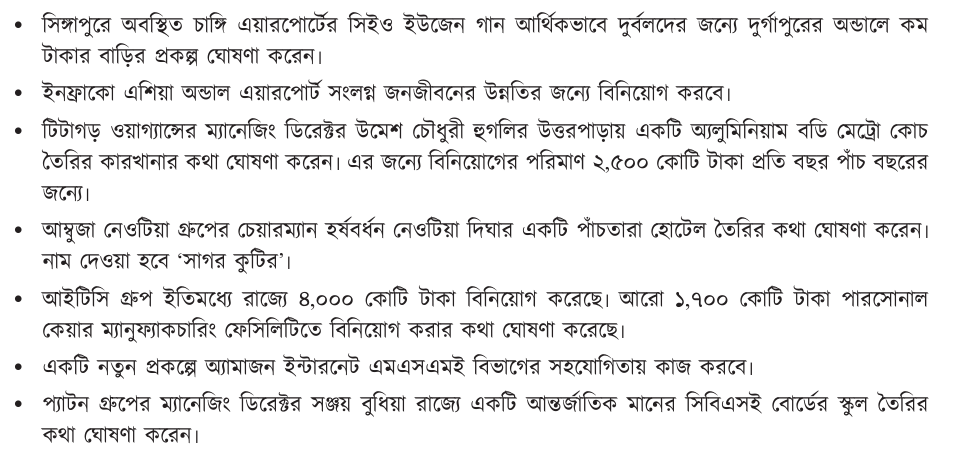 • সিঙ্গাপুরে অবস্থিত চাঙ্গি এয়ারপোর্টের সিইও ইউজেন গান আর্থিকভাবে দুর্বলদের জন্যে দুর্গাপুরের অন্ডালে কম
টাকার বাড়ির প্রকল্প ঘোষণা করেন।
• ইনফ্রাকো এশিয়া অন্ডাল এয়ারপোর্ট সংলগ্ন জনজীবনের উন্নতির জন্যে বিনিয়োগ করবে।
• টিটাগড় ওয়াগ্যান্সের ম্যানেজিং ডিরেক্টর উমেশ চৌধুরী হুগলির উত্তরপাড়ায় একটি অ্যলুমিনিয়াম বডি মেট্রো কোচ
তৈরির কারখানার কথা ঘোষণা করেন। এর জন্যে বিনিয়োগের পরিমাণ ২,৫০০ কোটি টাকা প্রতি বছর পাঁচ বছরের
জন্যে।
• আম্বুজা নেওটিয়া গ্রুপের চেয়ারম্যান হর্ষবর্ধন নেওটিয়া দিঘার একটি পাঁচতারা হোটেল তৈরির কথা ঘোষণা করেন।
নাম দেওয়া হবে ‘সাগর কুটির’।
• আইটিসি গ্রুপ ইতিমধ্যে রাজ্যে ৪,০০০ কোটি টাকা বিনিয়োগ করেছে। আরো ১,৭০০ কোটি টাকা পারসোনাল
কেয়ার ম্যানুফ্যাকচারিং ফেসিলিটিতে বিনিয়োগ করার কথা ঘোষণা করেছে।
• একটি নতুন প্রকল্পে অ্যামাজন ইন্টারনেট এমএসএমই বিভাগের সহযোগিতায় কাজ করবে।
• প্যাটন গ্রুপের ম্যানেজিং ডিরেক্টর সঞ্জয় বুধিয়া রাজ্যে একটি আন্তর্জাতিক মানের সিবিএসই বোর্ডের স্কুল তৈরির
কথা ঘোষণা করেন।